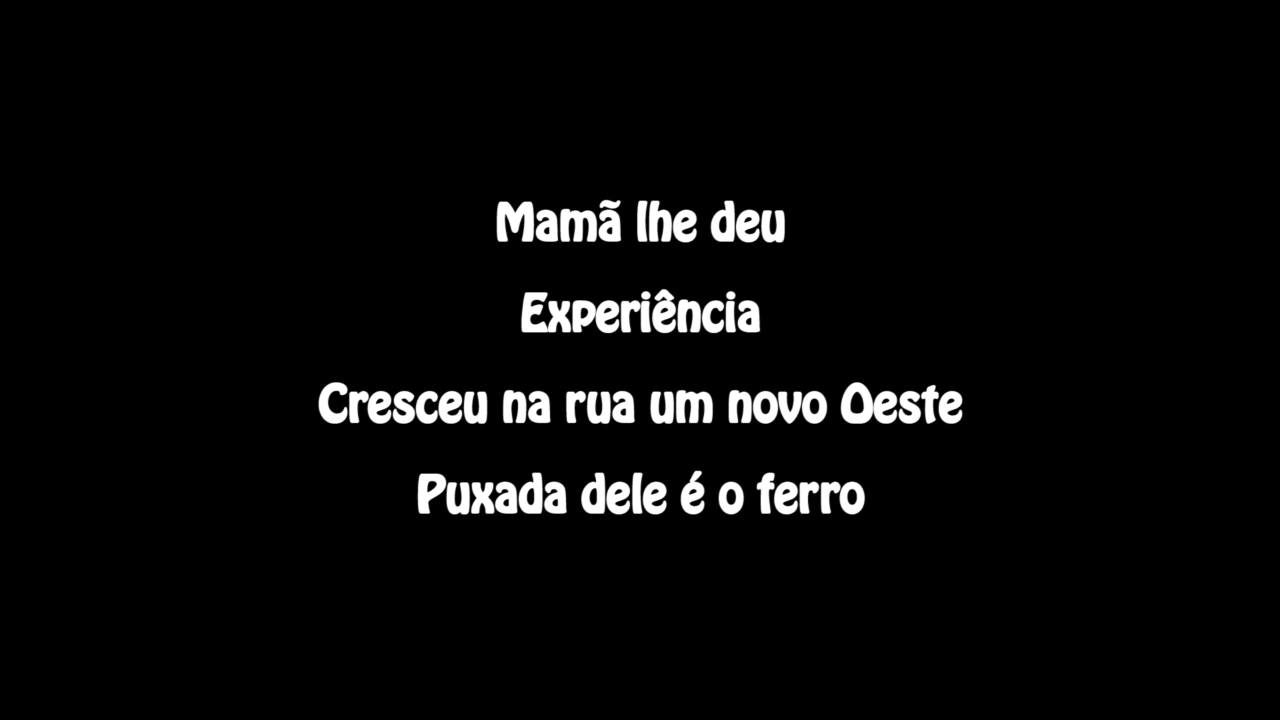 Mamã lhe deu
Experiência
Cresceu na rua um novo Oeste
Puxada dele é o ferro